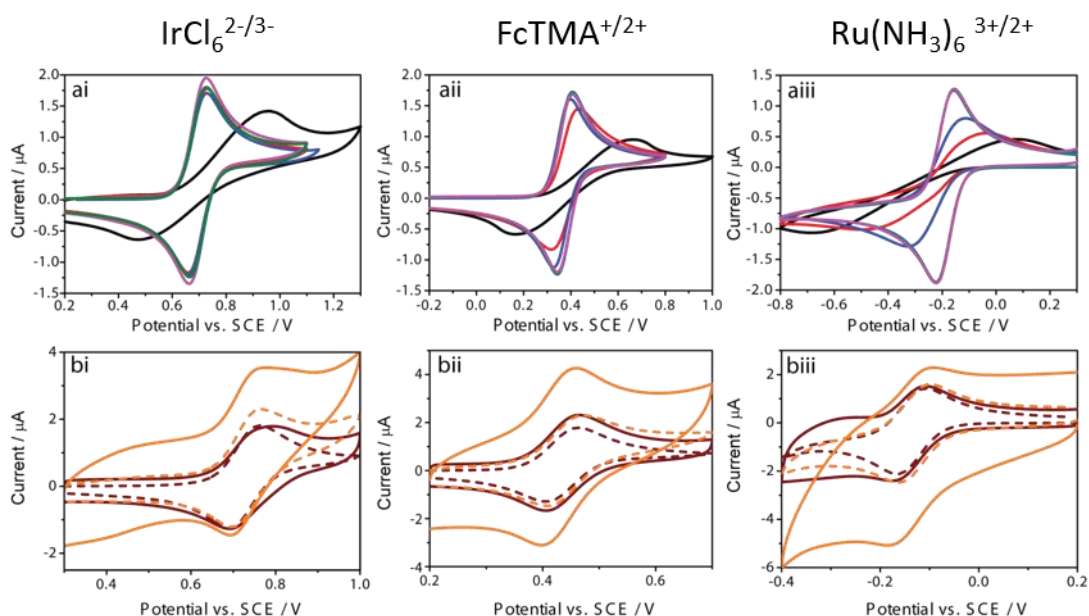 IrCl₆²⁻/³⁻ FcTMA⁺/²⁺ Ru(NH₃)₆ ³⁺/²⁺
ai
2.0
1.5
1.0
0.5
0.0
-0.5
-1.0
-1.5
Current / μA
0.2 0.4 0.6 0.8 1.0 1.2
Potential vs. SCE / V
aii
2.0
1.5
1.0
0.5
0.0
-0.5
-1.0
-1.5
Current / μA
-0.2 0.0 0.2 0.4 0.6 0.8 1.0
Potential vs. SCE / V
aiii
1.5
1.0
0.5
0.0
-0.5
-1.0
-1.5
-2.0
Current / μA
-0.8 -0.6 -0.4 -0.2 0.0 0.2
Potential vs. SCE / V
bi
4
2
0
-2
Current / μA
0.4 0.6 0.8 1.0
Potential vs. SCE / V
bii
4
2
0
-2
-4
Current / μA
0.2 0.4 0.6
Potential vs. SCE / V
biii
2
0
-2
-4
-6
Current / μA
-0.4 -0.2 0.0 0.2
Potential vs. SCE / V